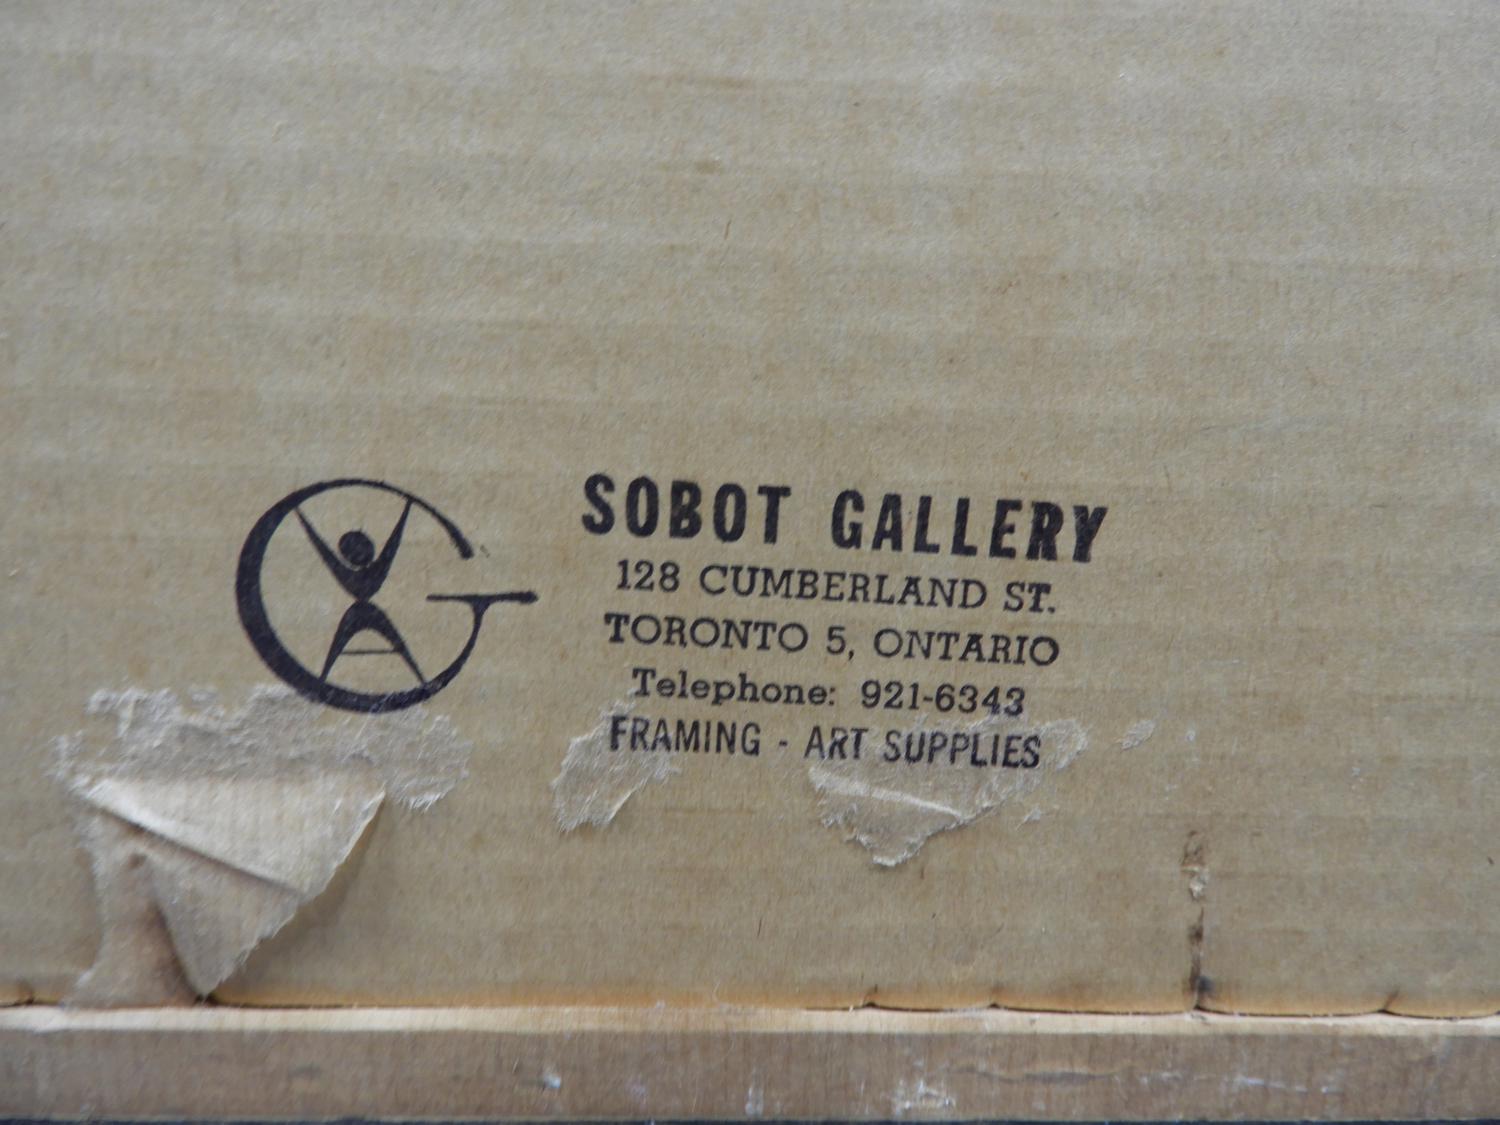 SOBOT GALLERY
128 CUMBERLAND ST.
TORONTO 5, ONTARIO
Telephone: 921-6343
FRAMING - ART SUPPLIES